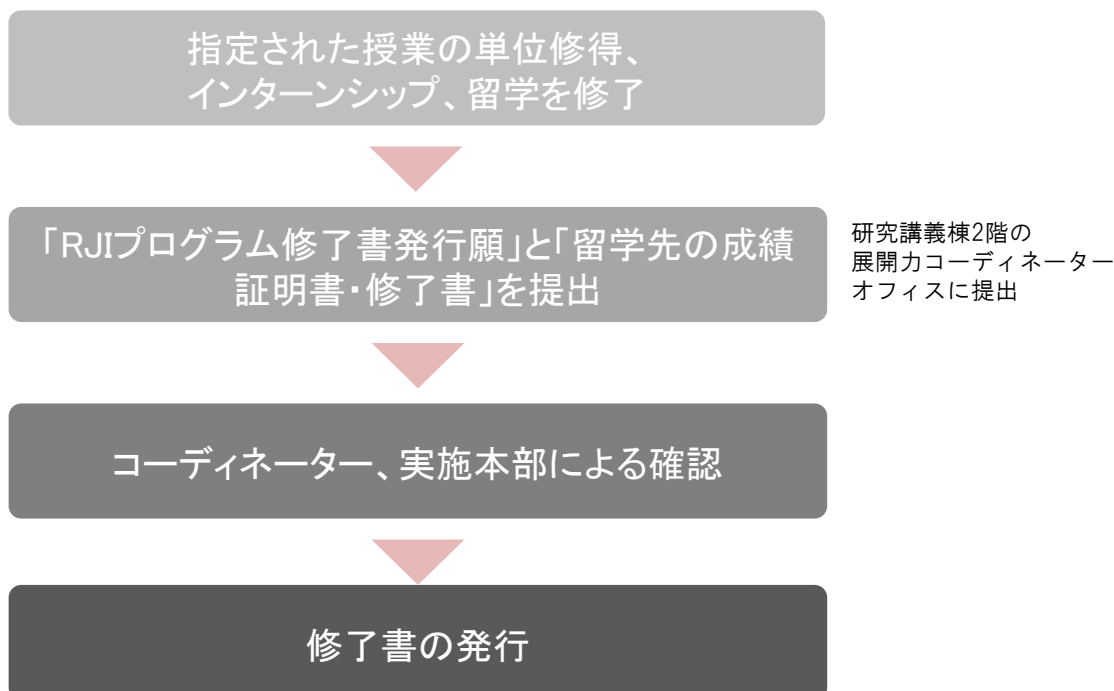 指定された授業の単位修得、
インターンシップ、留学を修了
「RJIプログラム修了書発行願」と「留学先の成績
証明書・修了書」を提出
研究講義棟2階の
展開力コーディネーター
オフィスに提出
コーディネーター、実施本部による確認
修了書の発行